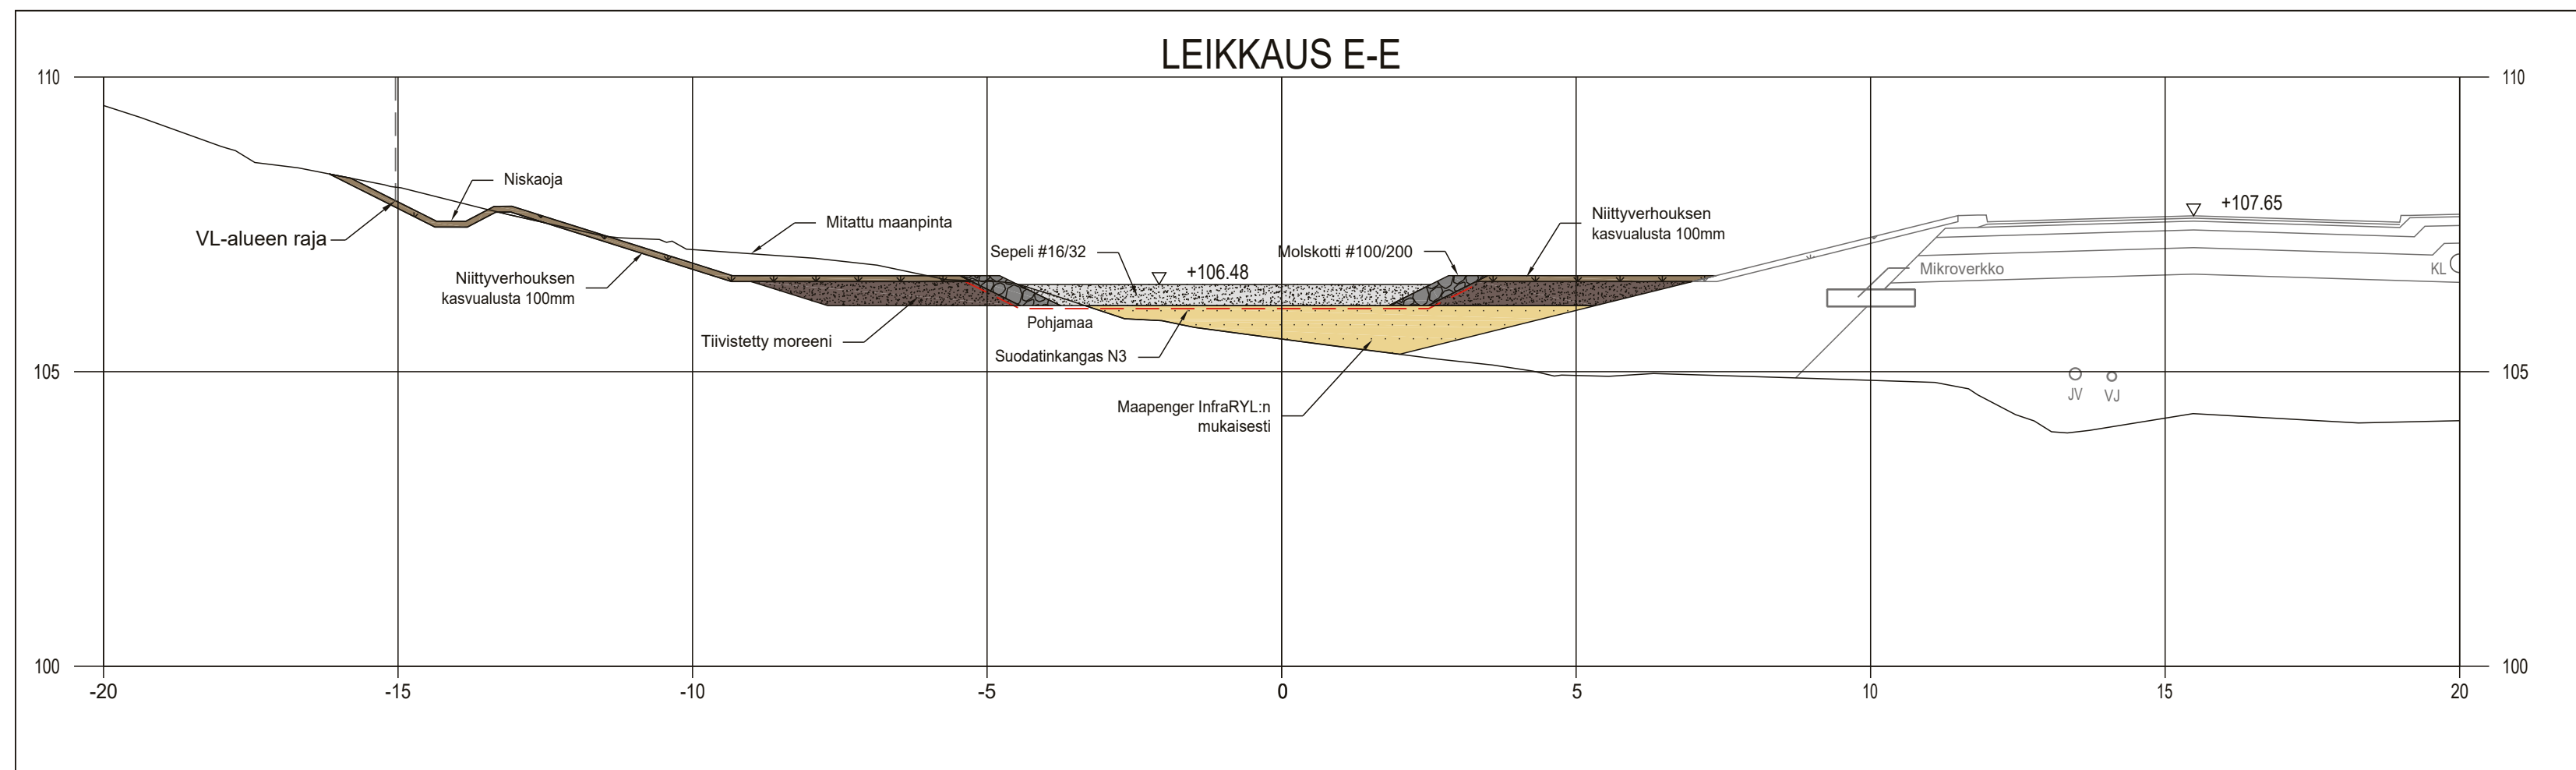 LEIKKAUS E-E
110
110
Niskaoja
+107.65
Niittyverhouksen
kasvualusta 100mm
Mitattu maanpinta
VL-alueen raja
Sepeli #16/32
Molskotti #100/200
+106.48
Mikroverkko
KL
Niittyverhouksen
kasvualusta 100mm
Pohjamaa
Tiivistetty moreeni
Suodatinkangas N3
105
105
JV
VJ
Maapenger InfraRYL:n
mukaisesti
100
100
-20
-15
-10
-5
0
5
10
15
20